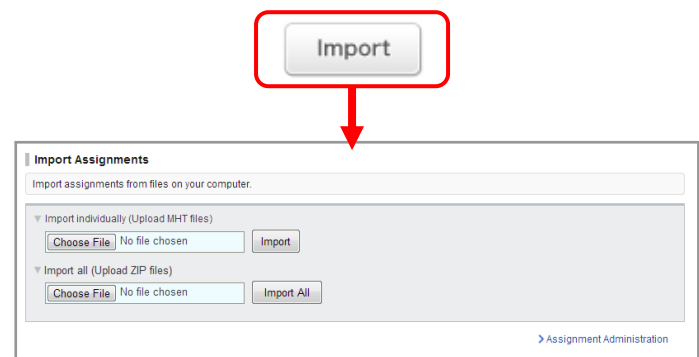 Import
Import Assignments
Import assignments from files on your computer.
Import individually (Upload MHT files)
Choose File No file chosen Import
Import all (Upload ZIP files)
Choose File No file chosen Import All
Assignment Administration